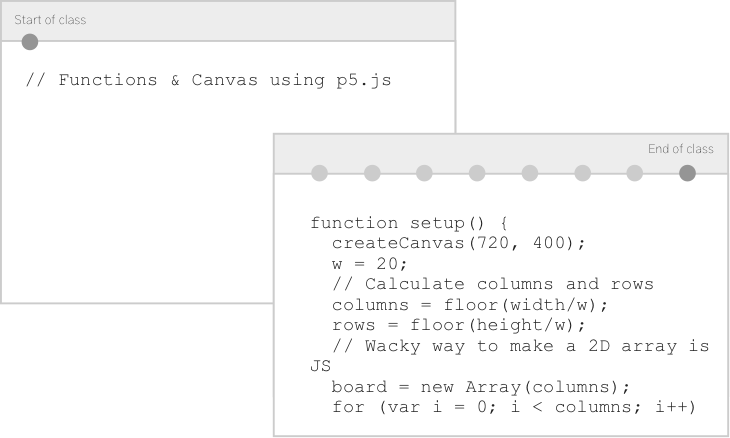 Start of class
// Functions & Canvas using p5.js
End of class
function setup() {
  createCanvas(720, 400);
  w = 20;
  // Calculate columns and rows
  columns = floor(width/w);
  rows = floor(height/w);
  // Wacky way to make a 2D array is
JS
  board = new Array(columns);
  for (var i = 0; i < columns; i++)